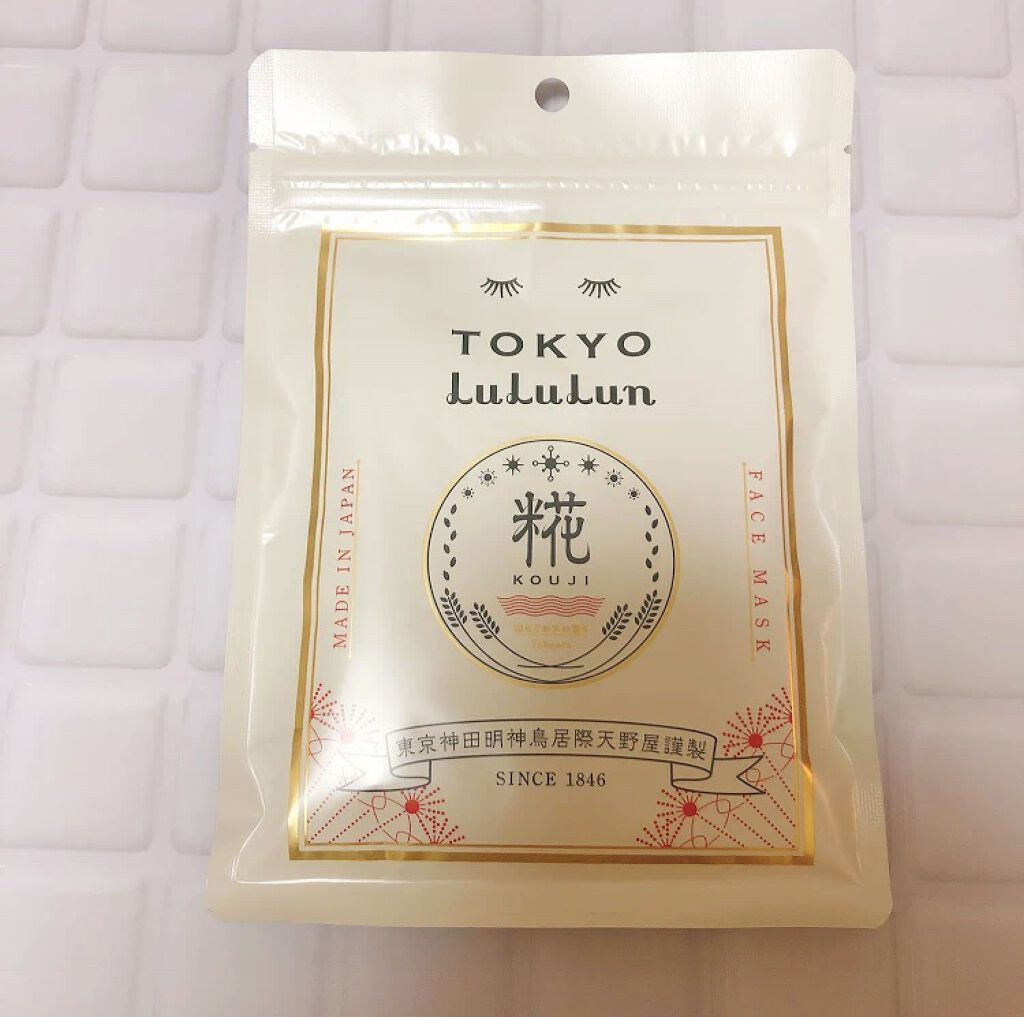 TOKYO
LuLuLun
糀
KOUJI
MADE IN JAPAN
FACE MASK
東京神田明神鳥居際天野屋謹製
SINCE 1846